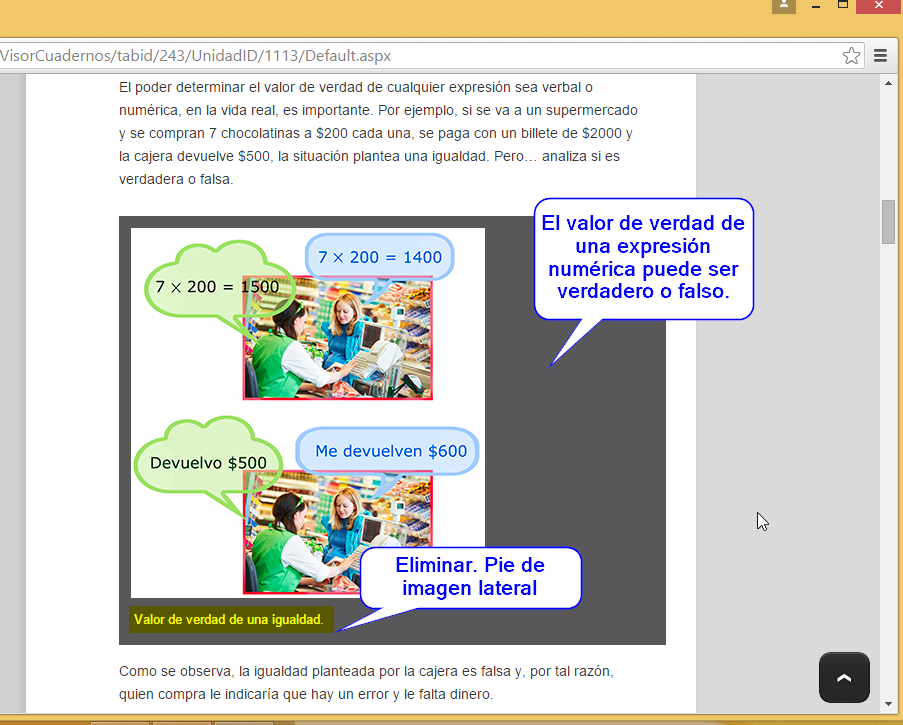 VisorCuadernos/tabid/243/UnidadID/1113/Default.aspx
El poder determinar el valor de verdad de cualquier expresión sea verbal o
numérica, en la vida real, es importante. Por ejemplo, si se va a un supermercado
y se compran 7 chocolatinas a $200 cada una, se paga con un billete de $2000 y
la cajera devuelve $500, la situación plantea una igualdad. Pero… analiza si es
verdadera o falsa.
El valor de verdad de
una expresión
numérica puede ser
verdadero o falso.
7 × 200 = 1400
7 × 200 = 1500
Devuelvo $500
Me devuelven $600
Eliminar. Pie de
imagen lateral
Valor de verdad de una igualdad.
Como se observa, la igualdad planteada por la cajera es falsa y, por tal razón,
quien compra le indicaría que hay un error y le falta dinero.